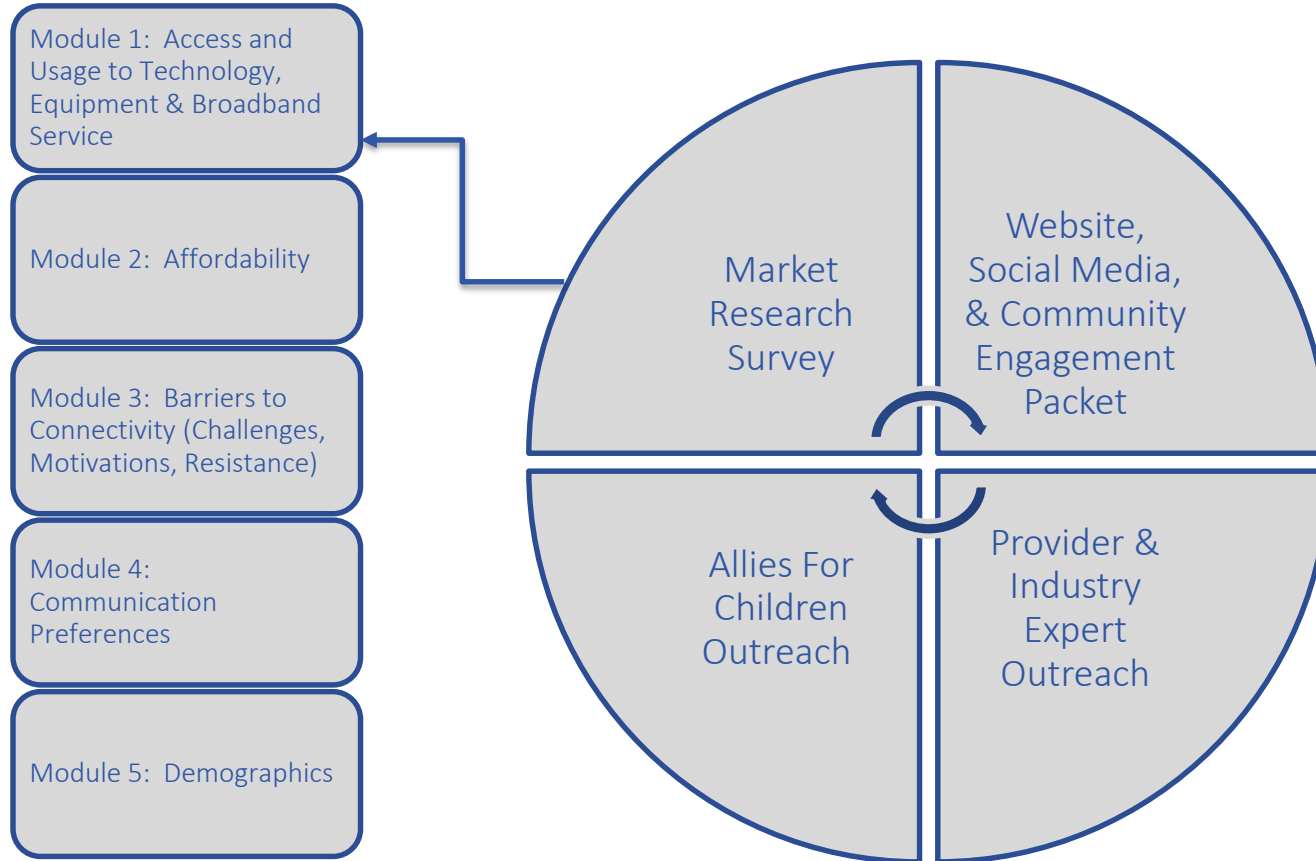 Module 1:  Access and
Usage to Technology,
Equipment & Broadband
Service
Module 2:  Affordability
Module 3:  Barriers to
Connectivity (Challenges,
Motivations, Resistance)
Module 4:
Communication
Preferences
Module 5:  Demographics
Market
Research
Survey
Website,
Social Media,
& Community
Engagement
Packet
Allies For
Children
Outreach
Provider &
Industry
Expert
Outreach